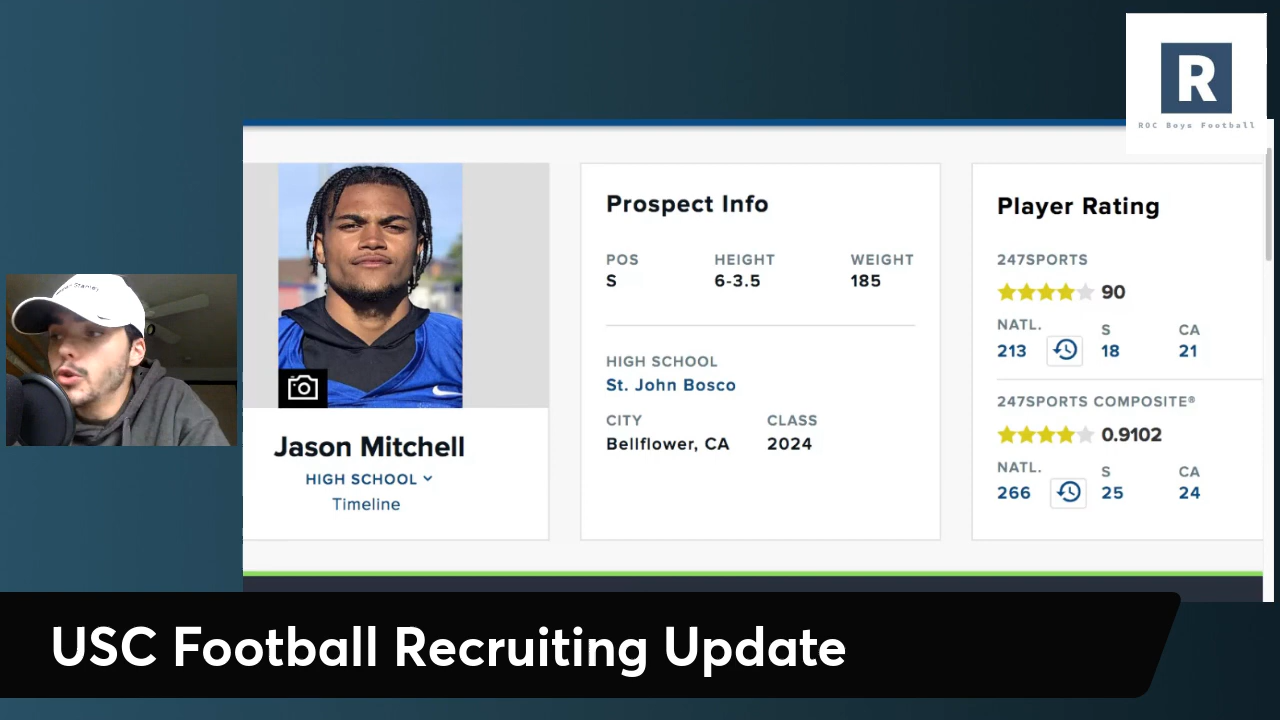 R
ROC Boys Football
Prospect Info
Player Rating
POS HEIGHT WEIGHT
S 6-3.5 185
247SPORTS
90
NATL. S CA
213 18 21
HIGH SCHOOL
St. John Bosco
CITY CLASS
Bellflower, CA 2024
247SPORTS COMPOSITE®
0.9102
NATL. S CA
266 25 24
Jason Mitchell
HIGH SCHOOL
Timeline
USC Football Recruiting Update